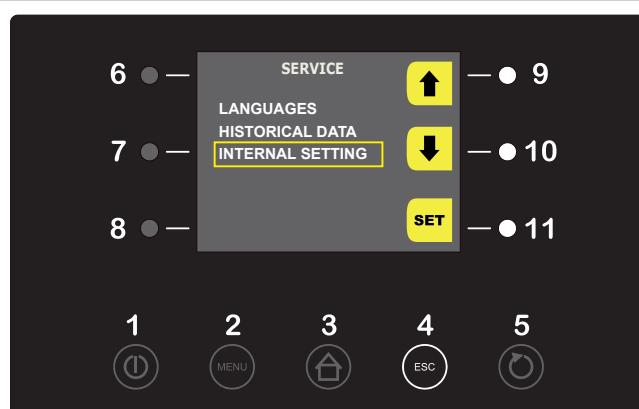 SERVICE
6
9
LANGUAGES
HISTORICAL DATA
7
INTERNAL SETTING
10
8
SET
11
1 2 3 4 5
MENU
ESC